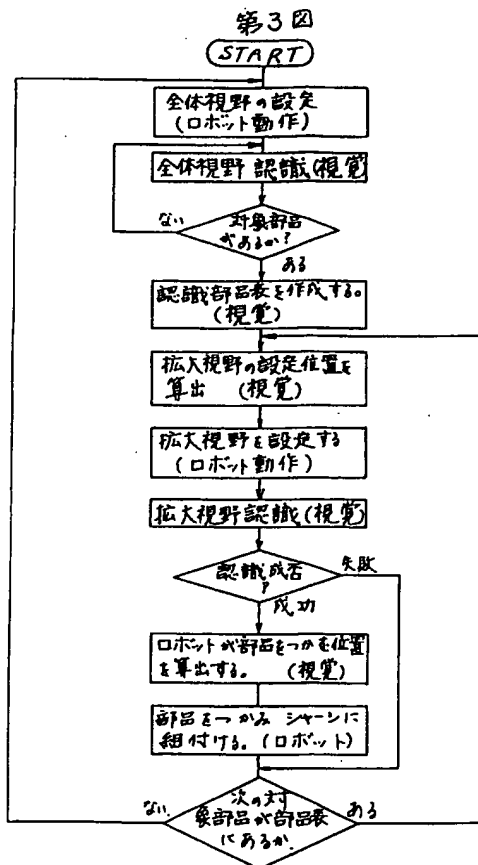 第3図
START
全体視野の設定
(ロボット動作)
全体視野 認識(視覚)
ない
対象部品
があるか?
ある
認識部品表を作成する。
(視覚)
拡大視野の設定位置を
算出 (視覚)
拡大視野を設定する
(ロボット動作)
拡大視野認識(視覚)
認識成否
?
失敗
成功
ロボットが部品をつかむ位置
を算出する。 (視覚)
部品をつかみ シャーシに
組付ける。(ロボット)
ない
次の対
象部品が部品表
にあるか
ある